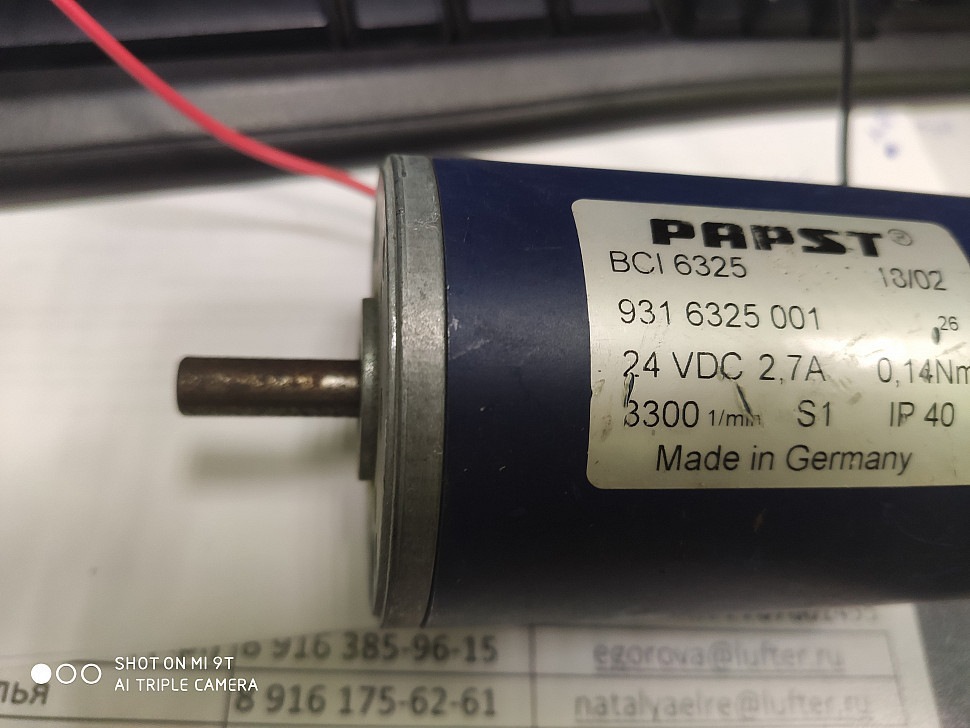 PAPST®
BCI 6325 13/02
931 6325 001 26
24 VDC 2,7A 0,14Nm
3300 1/min S1 IP 40
Made in Germany
8 916 385-96-15 egorova@lufter.ru
ЛЬЯ 8 916 175-62-61 natalyaelre@lufter.ru
SHOT ON MI 9T
AI TRIPLE CAMERA